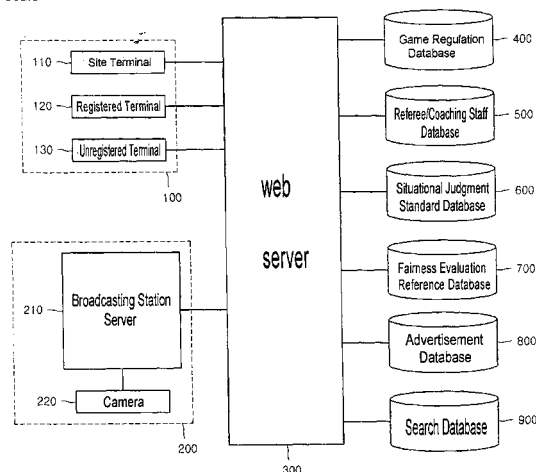 110
Site Terminal
120
Registered Terminal
130
Unregistered Terminal
100
210
Broadcasting Station
Server
220
Camera
200
web
server
300
Game Regulation
Database
400
Referee/Coaching Staff
Database
500
Situational Judgment
Standard Database
600
Fairness Evaluation
Reference Database
700
Advertisement
Database
800
Search Database
900